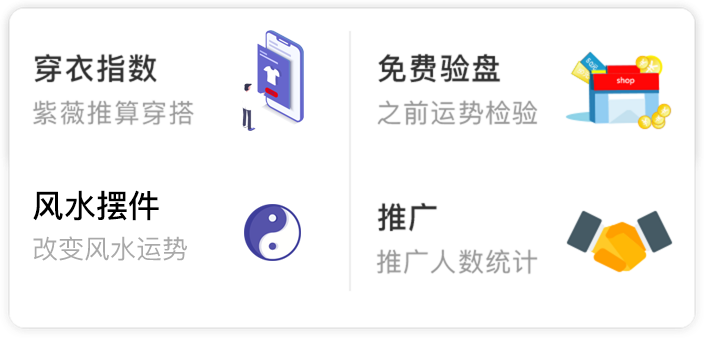 穿衣指数
紫薇推算穿搭
免费验盘
之前运势检验
shop
风水摆件
改变风水运势
推广
推广人数统计